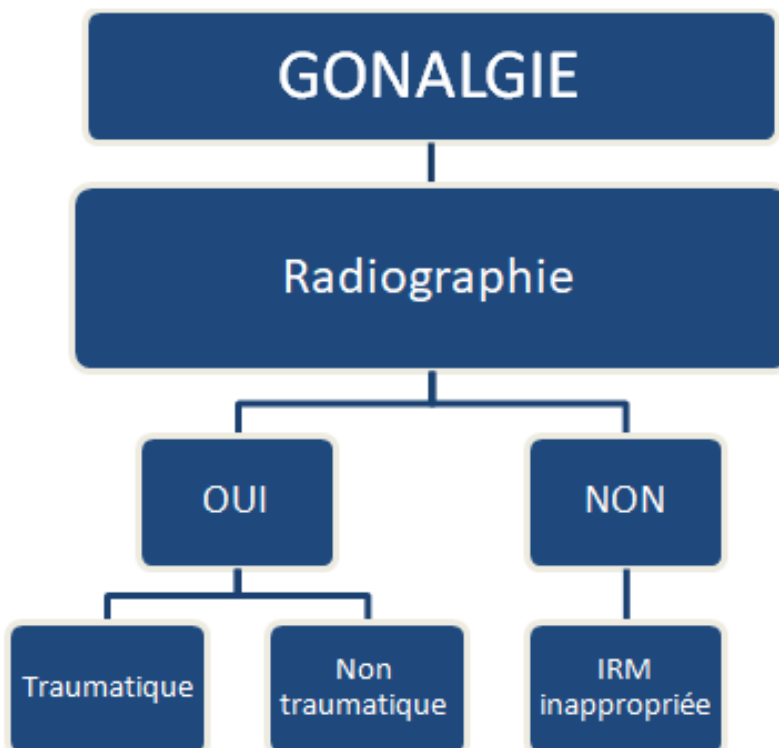 GONALGIE
Radiographie
OUI
NON
Traumatique
Non
traumatique
IRM
inappropriée